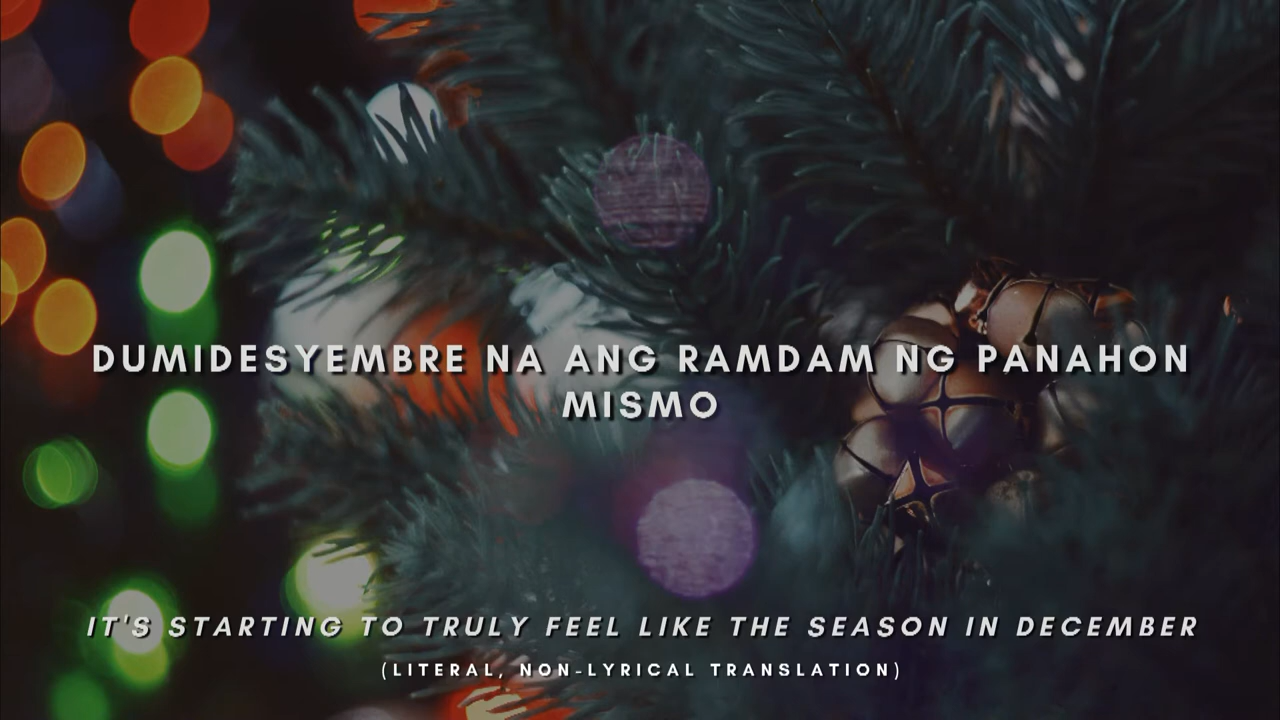 DUMIDESYEMBRE NA ANG RAMDAM NG PANAHON
MISMO
IT'S STARTING TO TRULY FEEL LIKE THE SEASON IN DECEMBER
(LITERAL, NON-LYRICAL TRANSLATION)